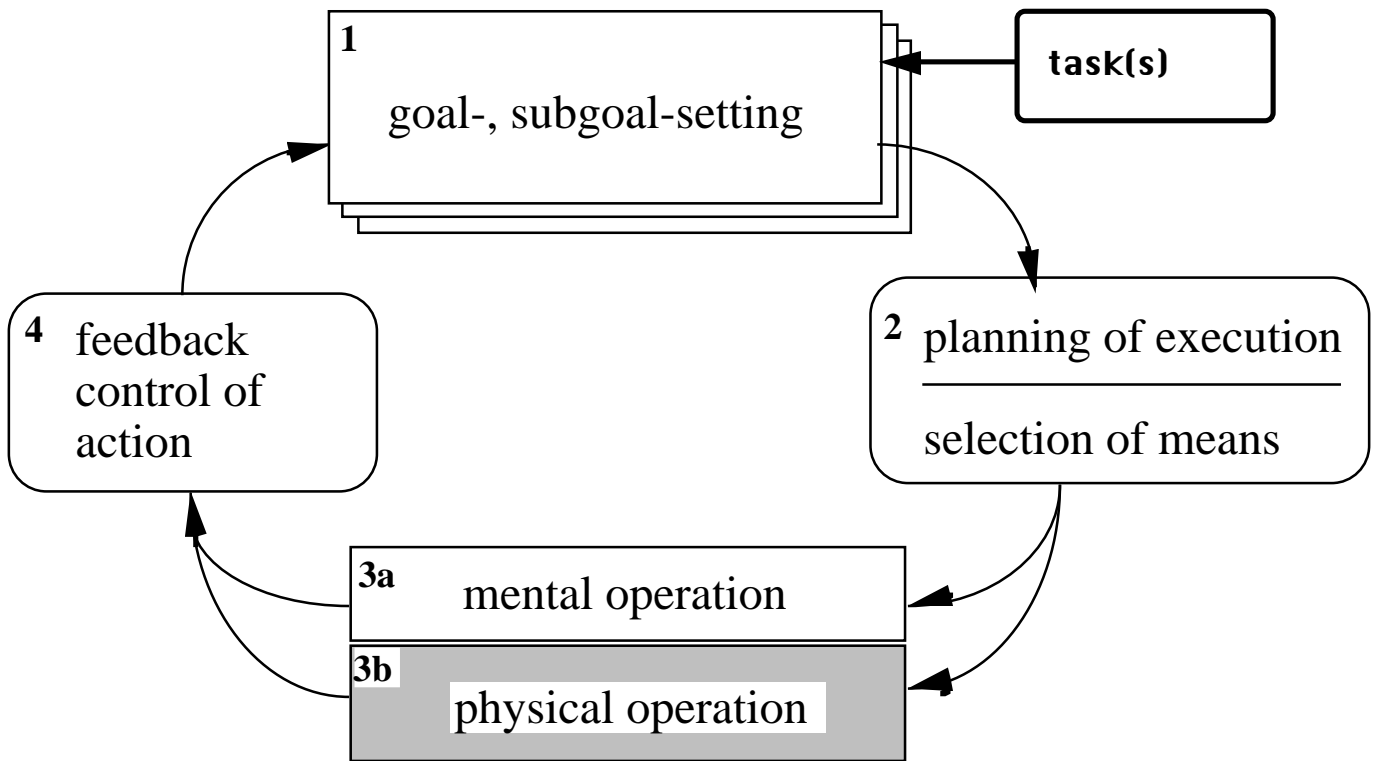 1
goal-, subgoal-setting
task(s)
2
planning of execution
selection of means
3a
mental operation
3b
physical operation
4
feedback
control of
action